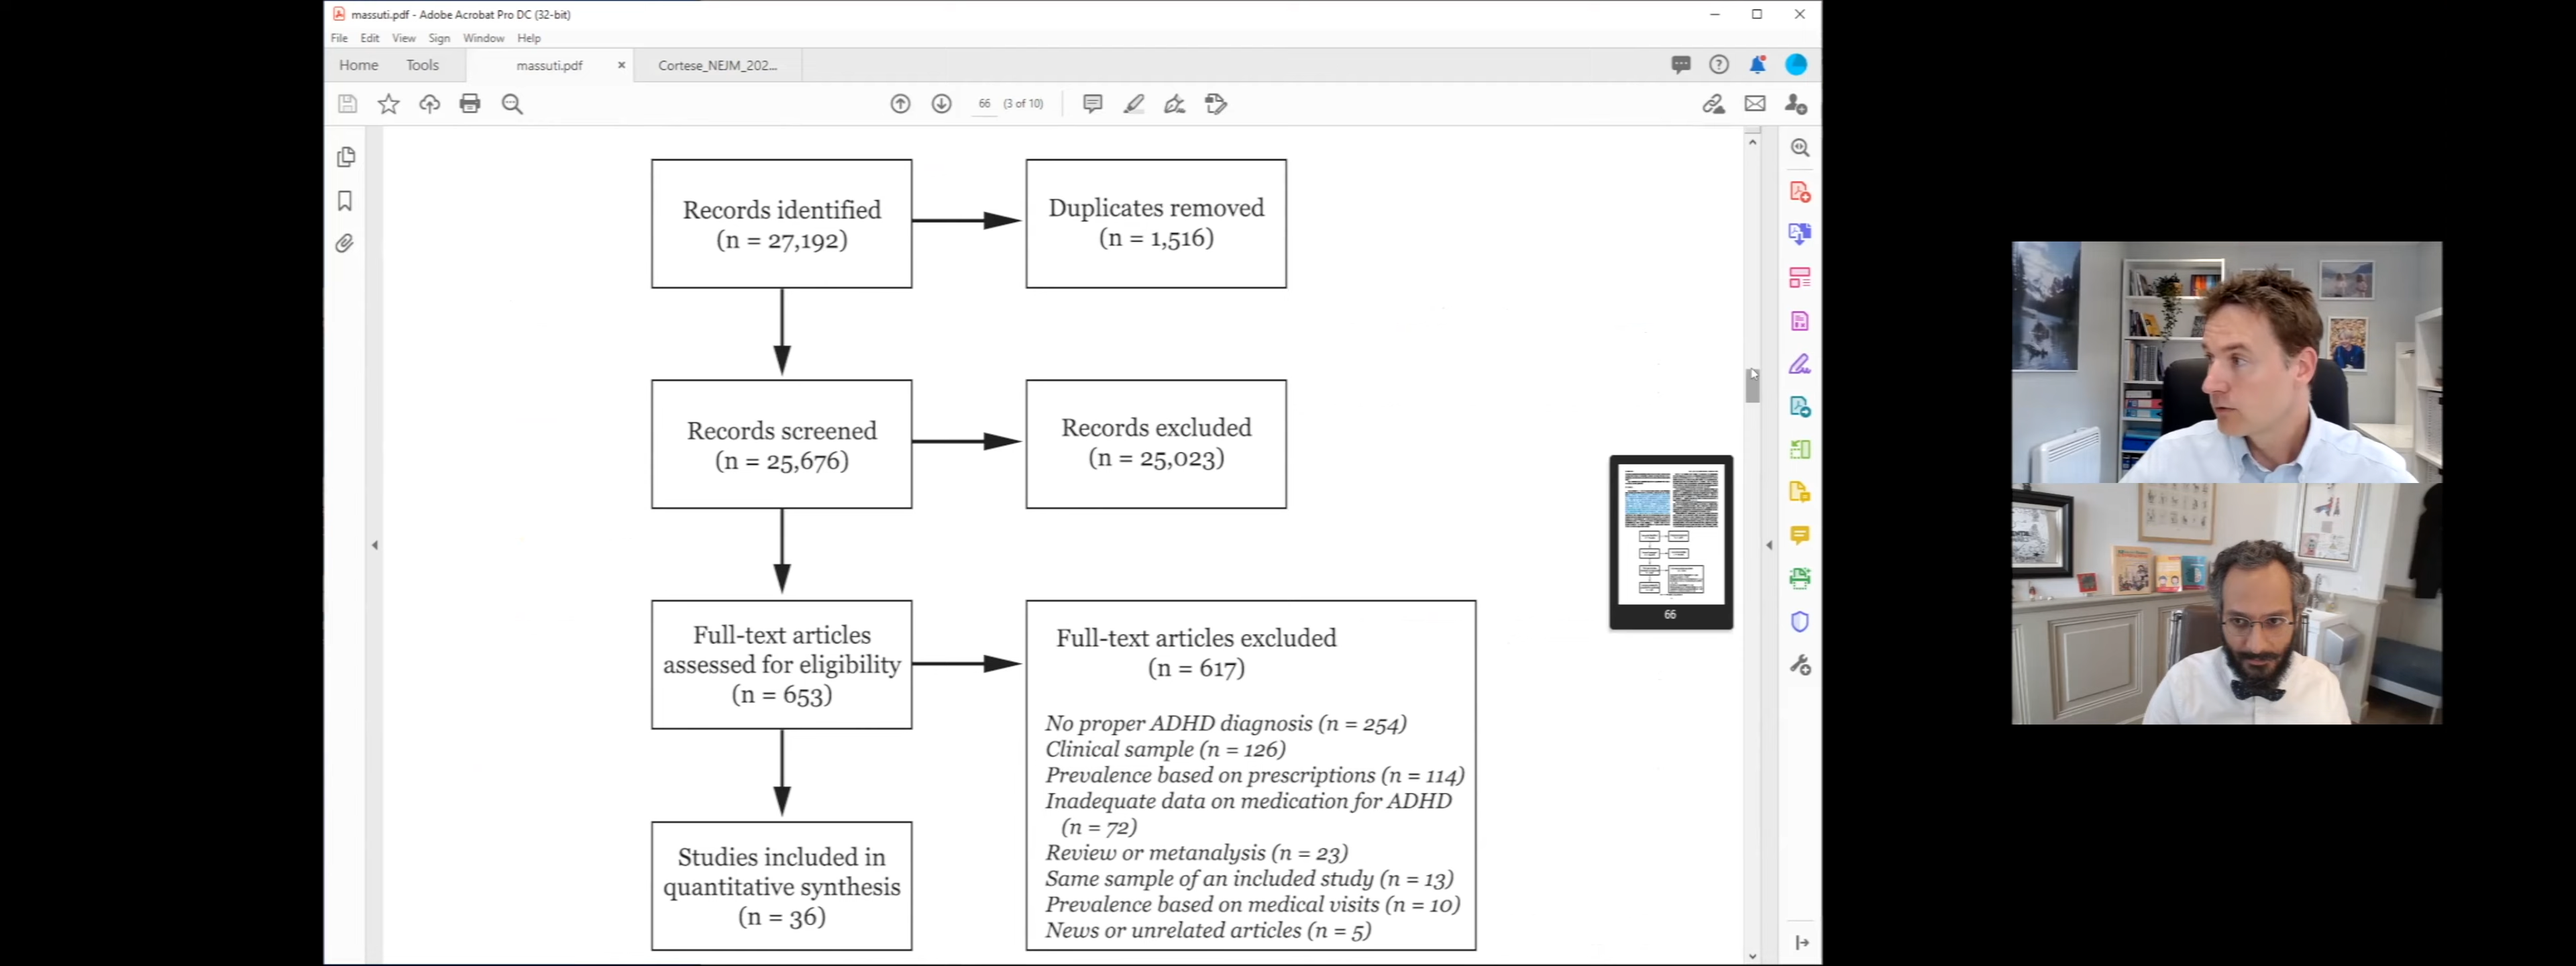 massuti.pdf - Adobe Acrobat Pro DC (32-bit)
File Edit View Sign Window Help
Home Tools massuti.pdf × Cortese_NEJM_202...
66 (3 of 10)
Records identified
(n = 27,192)
Duplicates removed
(n = 1,516)
Records screened
(n = 25,676)
Records excluded
(n = 25,023)
Full-text articles
assessed for eligibility
(n = 653)
Full-text articles excluded
(n = 617)
No proper ADHD diagnosis (n = 254)
Clinical sample (n = 126)
Prevalence based on prescriptions (n = 114)
Inadequate data on medication for ADHD
(n = 72)
Review or metanalysis (n = 23)
Same sample of an included study (n = 13)
Prevalence based on medical visits (n = 10)
News or unrelated articles (n = 5)
Studies included in
quantitative synthesis
(n = 36)
66